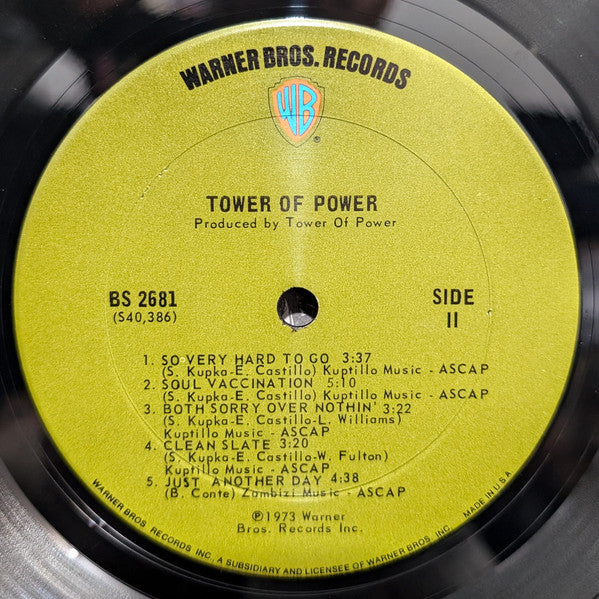 WARNER BROS. RECORDS
WB
®
TOWER OF POWER
Produced by Tower Of Power
BS 2681
(S40,386)
SIDE
II
1. SO VERY HARD TO GO 3:37
(S. Kupka-E. Castillo) Kuptillo Music - ASCAP
2. SOUL VACCINATION 5:10
(S. Kupka-E. Castillo) Kuptillo Music - ASCAP
3. BOTH SORRY OVER NOTHIN' 3:22
(S. Kupka-E. Castillo-L. Williams)
Kuptillo Music - ASCAP
4. CLEAN SLATE 3:20
(S. Kupka-E. Castillo-W. Fulton)
Kuptillo Music - ASCAP
5. JUST ANOTHER DAY 4:38
(B. Conte) Zambizi Music - ASCAP
℗1973 Warner
Bros. Records Inc.
WARNER BROS. RECORDS INC., A SUBSIDIARY AND LICENSEE OF WARNER BROS. INC. MADE IN U.S.A.